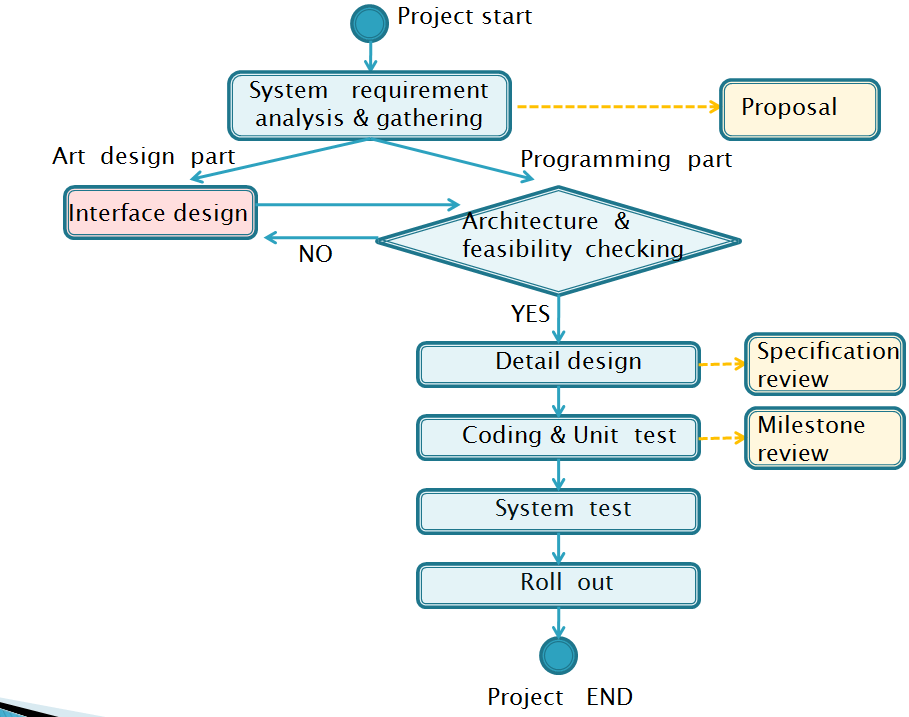 Project start
System requirement
analysis & gathering
Proposal
Art design part
Programming part
Interface design
Architecture &
feasibility checking
NO
YES
Detail design
Specification
review
Coding & Unit test
Milestone
review
System test
Roll out
Project END